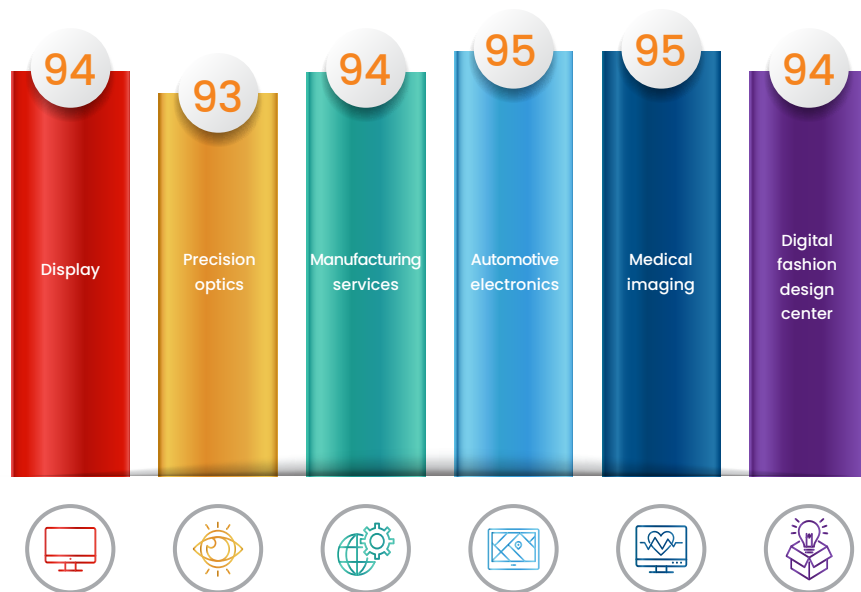 94
93
94
95
95
94
Display
Precision
optics
Manufacturing
services
Automotive
electronics
Medical
imaging
Digital
fashion
design
center